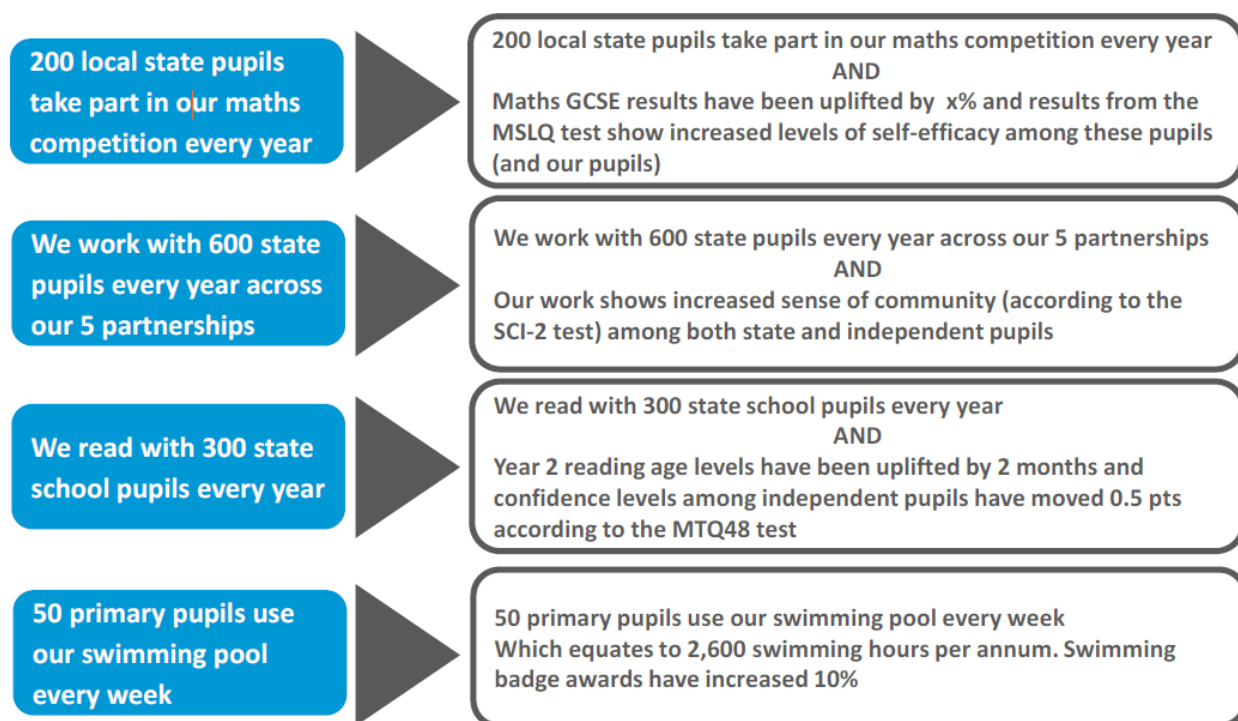 200 local state pupils
take part in our maths
competition every year
200 local state pupils take part in our maths competition every year
AND
Maths GCSE results have been uplifted by  x% and results from the
MSLQ test show increased levels of self-efficacy among these pupils
(and our pupils)
We work with 600 state
pupils every year across
our 5 partnerships
We work with 600 state pupils every year across our 5 partnerships
AND
Our work shows increased sense of community (according to the
SCI-2 test) among both state and independent pupils
We read with 300 state
school pupils every year
We read with 300 state school pupils every year
AND
Year 2 reading age levels have been uplifted by 2 months and
confidence levels among independent pupils have moved 0.5 pts
according to the MTQ48 test
50 primary pupils use
our swimming pool
every week
50 primary pupils use our swimming pool every week
Which equates to 2,600 swimming hours per annum. Swimming
badge awards have increased 10%